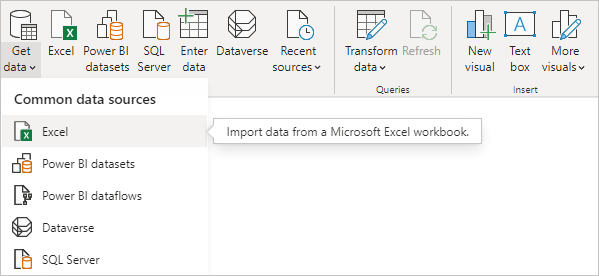 Get data
Excel
Power BI datasets
SQL Server
Enter data
Dataverse
Recent sources
Transform data
Refresh
New visual
Text box
More visuals
Queries
Insert
Common data sources
Excel
Import data from a Microsoft Excel workbook.
Power BI datasets
Power BI dataflows
Dataverse
SQL Server